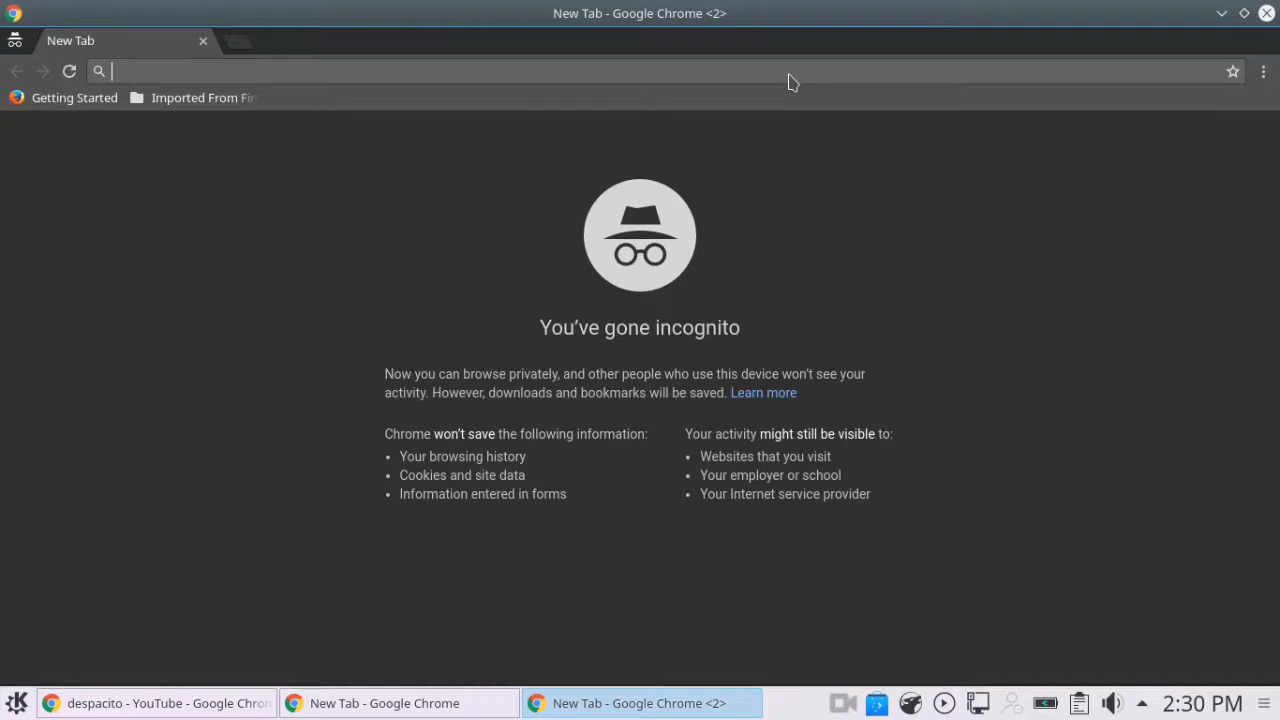 New Tab - Google Chrome <2>
New Tab
Getting Started Imported From
You've gone incognito
Now you can browse privately, and other people who use this device won't see your
activity. However, downloads and bookmarks will be saved. Learn more
Chrome won't save the following information:
Your browsing history
Cookies and site data
Information entered in forms
Your activity might still be visible to:
Websites that you visit
Your employer or school
Your Internet service provider
despacito - YouTube - Google New Tab - Google Chrome New Tab - Google Chrome <2> 2:30 PM